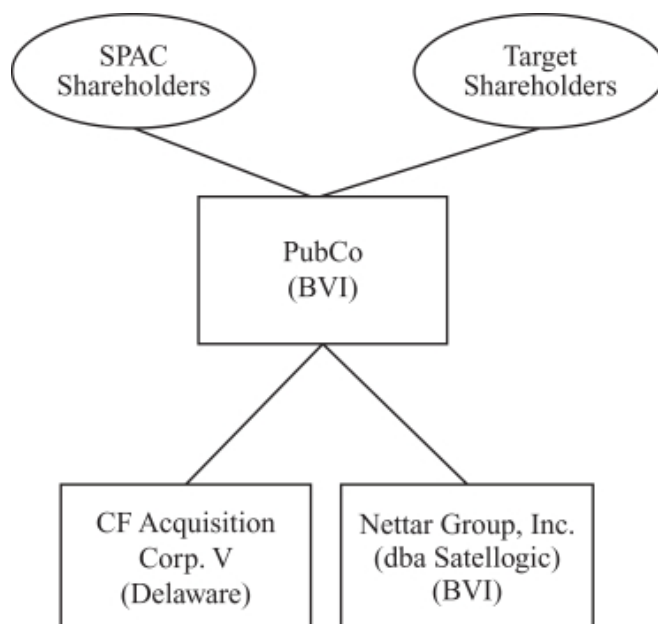 SPAC
Shareholders
Target
Shareholders
PubCo
(BVI)
CF Acquisition
Corp. V
(Delaware)
Nettar Group, Inc.
(dba Satellogic)
(BVI)